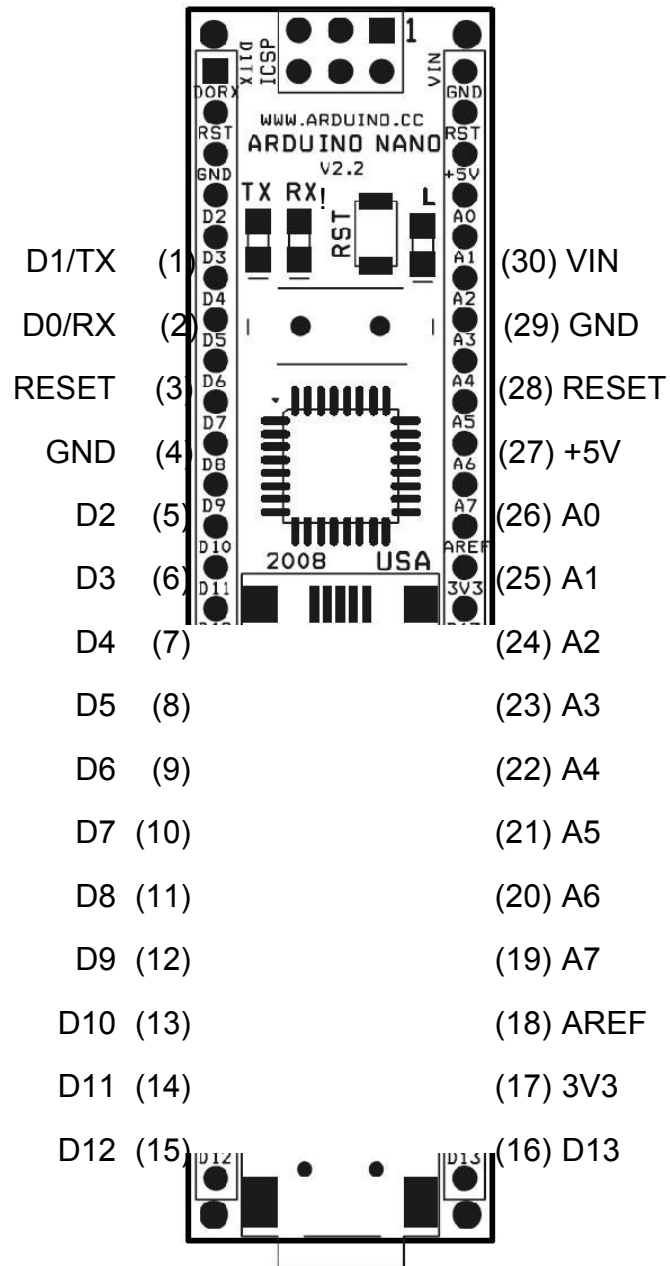 1
D1TX
ICSP
VIN
DORX
GND
WWW.ARDUINO.CC
RST
RST
ARDUINO NANO
V2.2
GND
+5V
TX RX!
L
RST
D2
A0
D1/TX (1)
D3
A1
(30) VIN
D4
A2
D0/RX (2)
D5
A3
(29) GND
RESET (3)
D6
A4
(28) RESET
D7
A5
GND (4)
D8
A6
(27) +5V
D2 (5)
D9
A7
(26) A0
D10
AREF
2008 USA
D3 (6)
D11
3V3
(25) A1
D4 (7)
(24) A2
D5 (8)
(23) A3
D6 (9)
(22) A4
D7 (10)
(21) A5
D8 (11)
(20) A6
D9 (12)
(19) A7
D10 (13)
(18) AREF
D11 (14)
(17) 3V3
D12 (15)
D12
D13
(16) D13